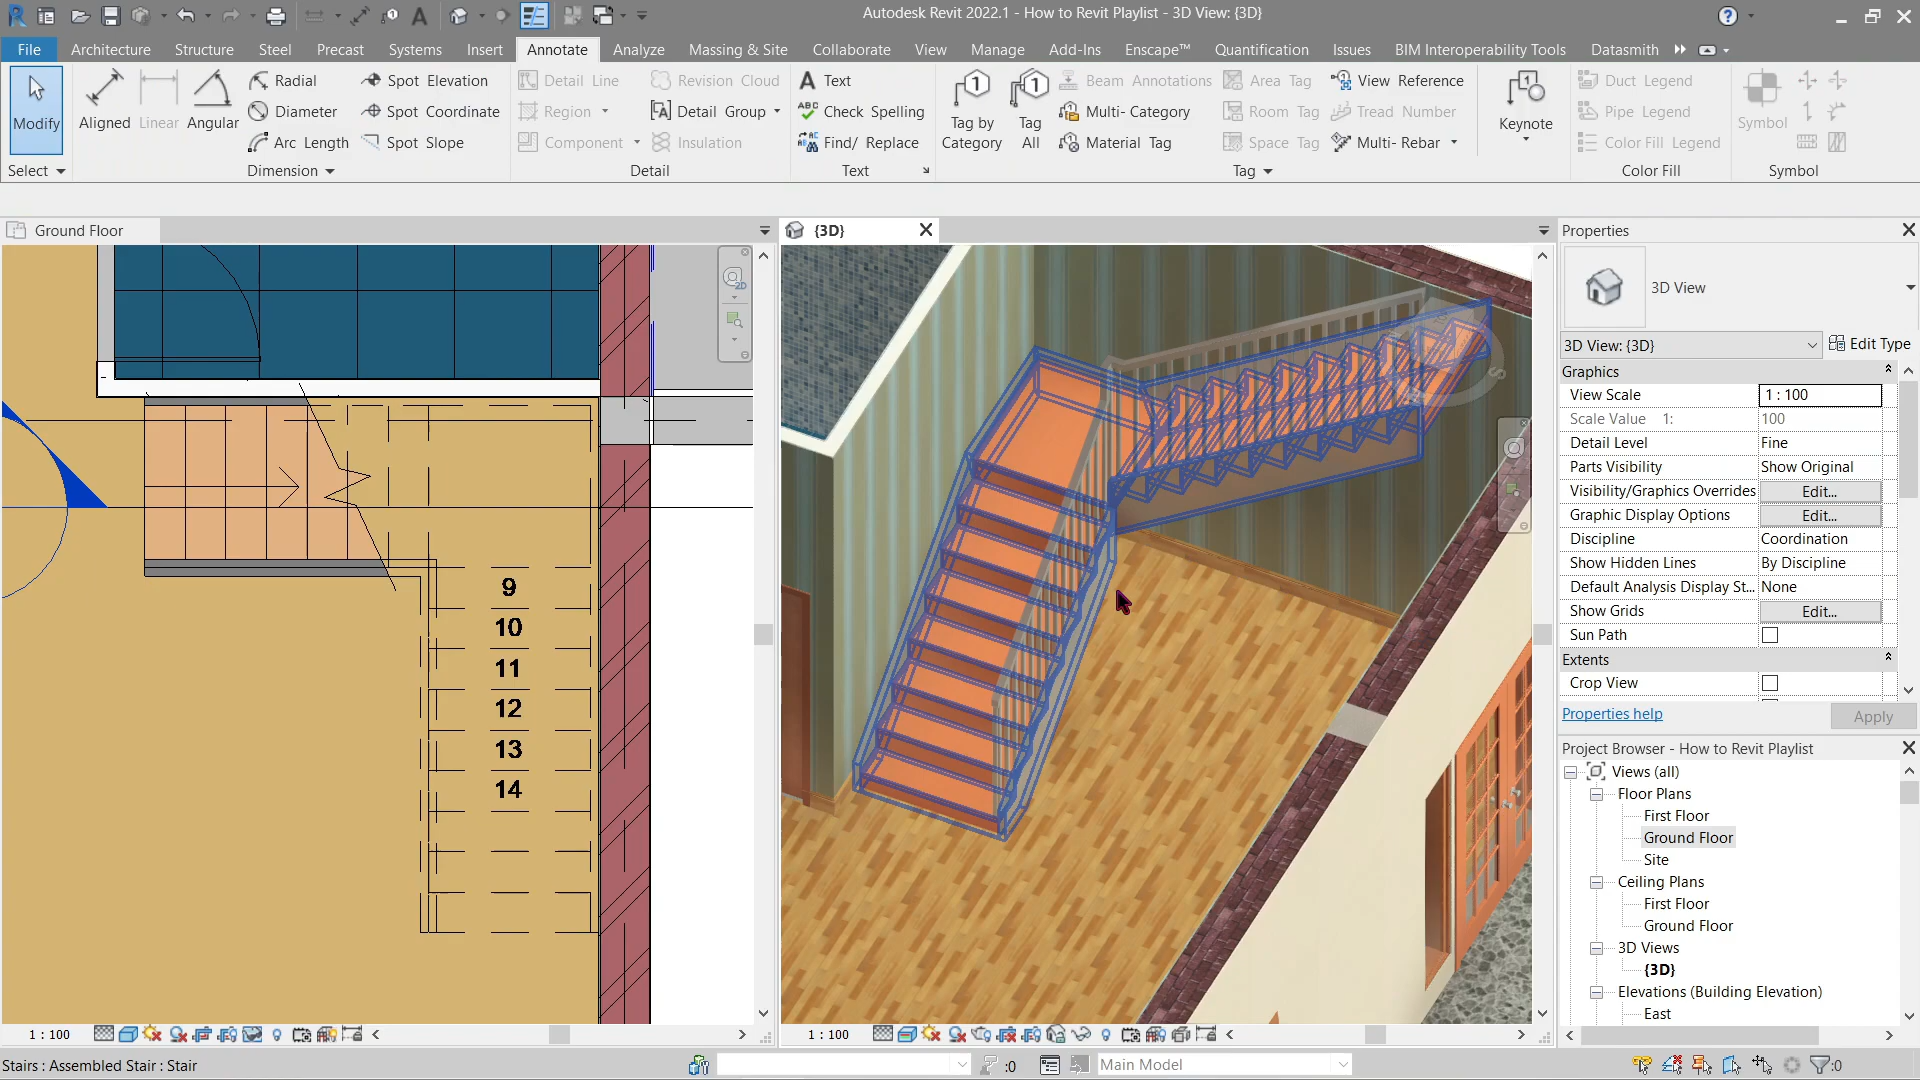 Autodesk Revit 2022.1 - How to Revit Playlist - 3D View: {3D}
File Architecture Structure Steel Precast Systems Insert Annotate Analyze Massing & Site Collaborate View Manage Add-Ins Enscape™ Quantification Issues BIM Interoperability Tools Datasmith
Modify
Select
Aligned
Linear
Angular
Radial
Diameter
Arc Length
Spot Elevation
Spot Coordinate
Spot Slope
Dimension
Detail Line
Region
Component
Revision Cloud
Detail Group
Insulation
Detail
Text
Check Spelling
Find/ Replace
Text
Tag by
Category
Tag
All
Beam Annotations
Multi- Category
Material Tag
Area Tag
Room Tag
Space Tag
View Reference
Tread Number
Multi- Rebar
Tag
Keynote
Duct Legend
Pipe Legend
Color Fill Legend
Color Fill
Symbol
Symbol
Ground Floor
{3D}
9
10
11
12
13
14
1 : 100
1 : 100
Properties
3D View
3D View: {3D}
Edit Type
Graphics
View Scale 1 : 100
Scale Value 1: 100
Detail Level Fine
Parts Visibility Show Original
Visibility/Graphics Overrides Edit...
Graphic Display Options Edit...
Discipline Coordination
Show Hidden Lines By Discipline
Default Analysis Display St... None
Show Grids Edit...
Sun Path
Extents
Crop View
Properties help
Apply
Project Browser - How to Revit Playlist
Views (all)
Floor Plans
First Floor
Ground Floor
Site
Ceiling Plans
First Floor
Ground Floor
3D Views
{3D}
Elevations (Building Elevation)
East
Stairs : Assembled Stair : Stair
:0
Main Model
:0